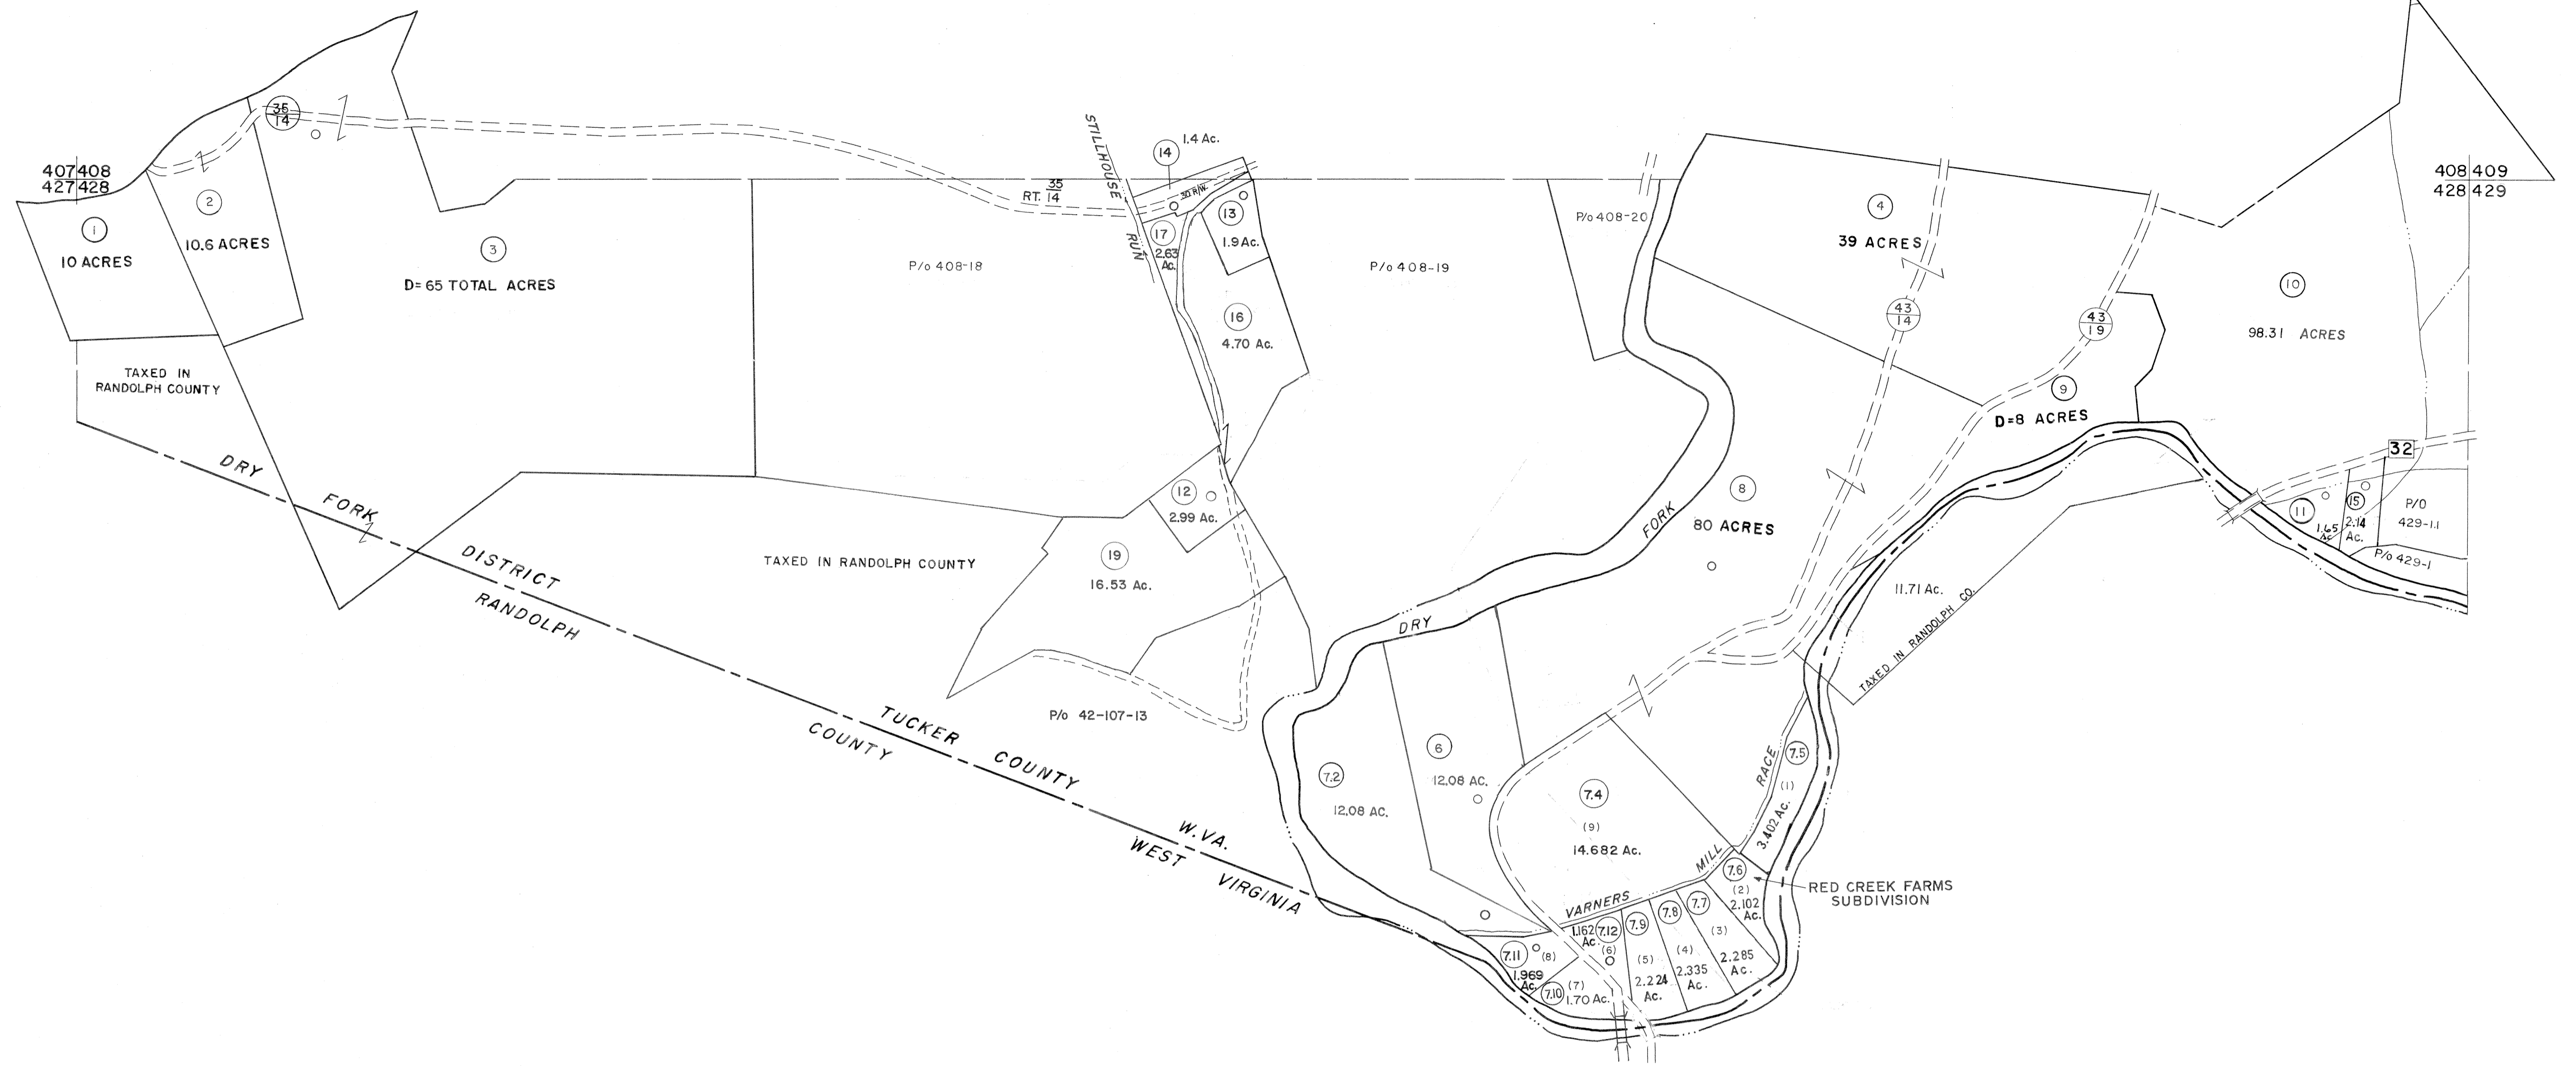 407 408
427 428
1
10 ACRES
2
10.6 ACRES
35
14
3
D= 65 TOTAL ACRES
TAXED IN
RANDOLPH COUNTY
P/o 408-18
RT. 35
14
STILLHOUSE
RUN
14
1.4 Ac.
30 R/W.
13
1.9 Ac.
17
2.63
Ac.
16
4.70 Ac.
P/o 408-19
P/o 408-20
4
39 ACRES
43
14
43
19
9
D=8 ACRES
10
98.31 ACRES
408 409
428 429
32
11
1.65
Ac.
15
2.14
Ac.
P/O
429-1.1
P/o 429-1
12
2.99 Ac.
19
16.53 Ac.
TAXED IN RANDOLPH COUNTY
P/o 42-107-13
8
80 ACRES
DRY
FORK
11.71 Ac.
TAXED IN RANDOLPH CO.
DRY FORK DISTRICT
RANDOLPH COUNTY
TUCKER COUNTY W.VA.
WEST VIRGINIA
7.2
12.08 AC.
6
12.08 AC.
7.4
(9)
14.682 Ac.
VARNERS MILL RACE
7.5
(1)
3.402 Ac.
7.6
(2)
2.102
Ac.
RED CREEK FARMS
SUBDIVISION
7.7
(3)
2.285
Ac.
7.8
(4)
2.335
Ac.
7.9
(5)
2.224
Ac.
7.12
1.162
Ac.
(6)
7.11
(8)
1.969
Ac.
7.10
(7)
1.70 Ac.